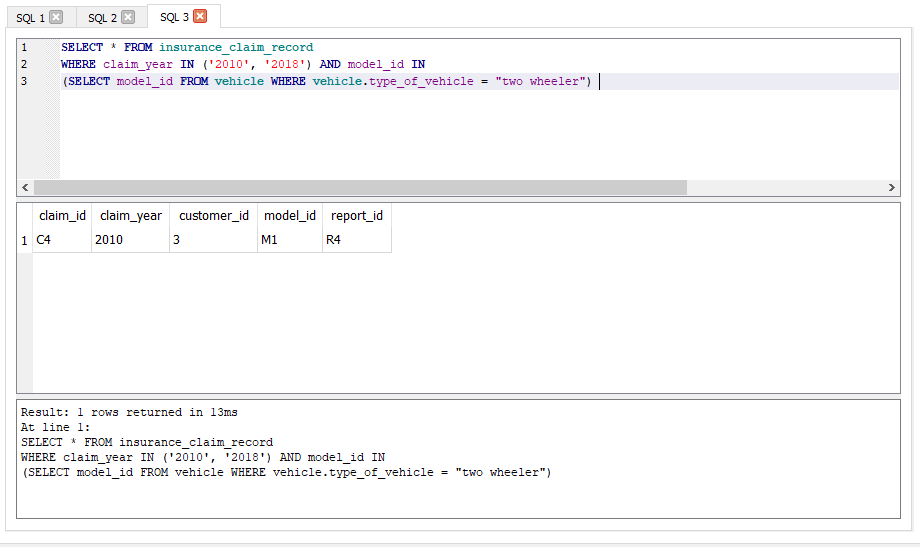 SQL 1 SQL 2 SQL 3
1 SELECT * FROM insurance_claim_record
2 WHERE claim_year IN ('2010', '2018') AND model_id IN
3 (SELECT model_id FROM vehicle WHERE vehicle.type_of_vehicle = "two wheeler")
claim_id claim_year customer_id model_id report_id
1 C4 2010 3 M1 R4
Result: 1 rows returned in 13ms
At line 1:
SELECT * FROM insurance_claim_record
WHERE claim_year IN ('2010', '2018') AND model_id IN
(SELECT model_id FROM vehicle WHERE vehicle.type_of_vehicle = "two wheeler")